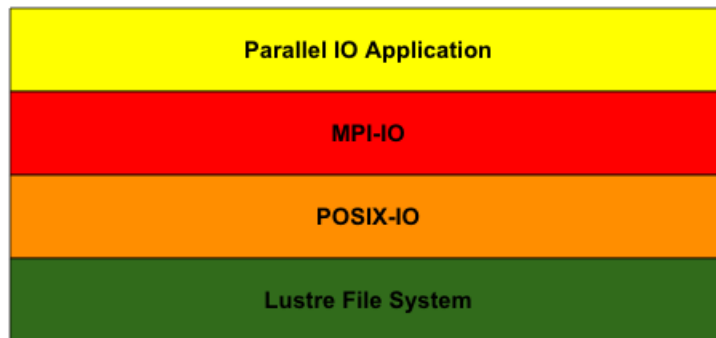 Parallel IO Application
MPI-IO
POSIX-IO
Lustre File System